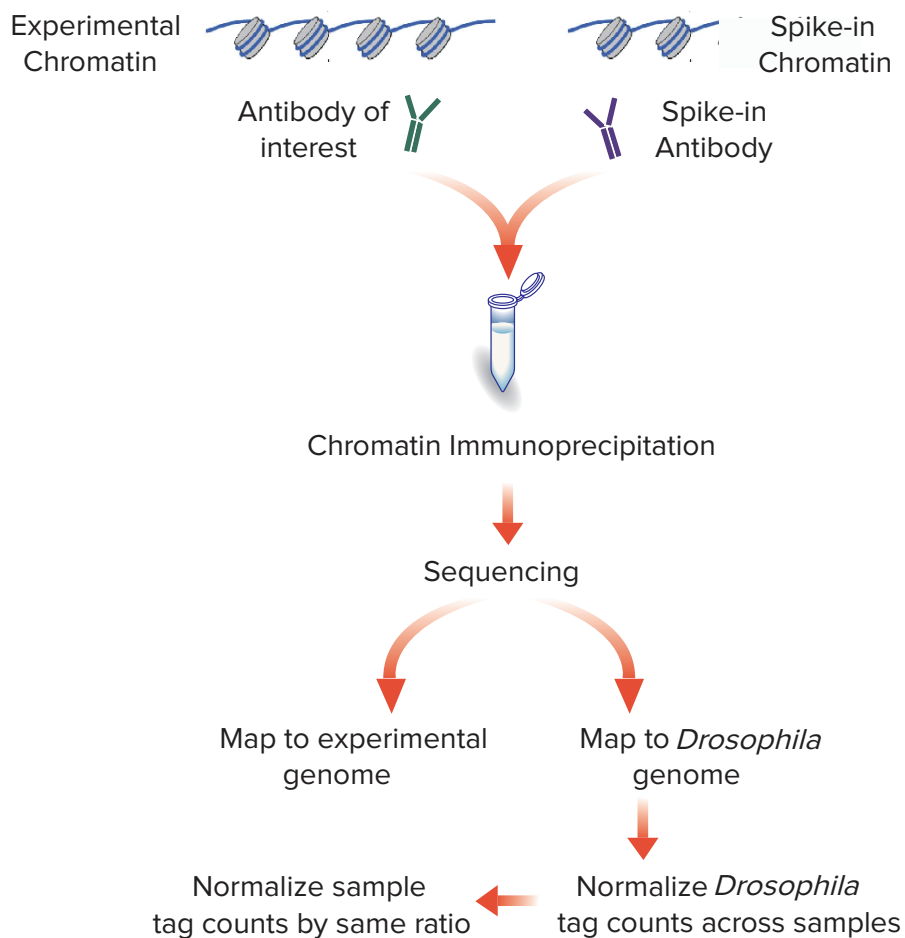 Experimental
Chromatin
Spike-in
Chromatin
Antibody of
interest
Spike-in
Antibody
Chromatin Immunoprecipitation
Sequencing
Map to experimental
genome
Map to Drosophila
genome
Normalize sample
tag counts by same ratio
Normalize Drosophila
tag counts across samples